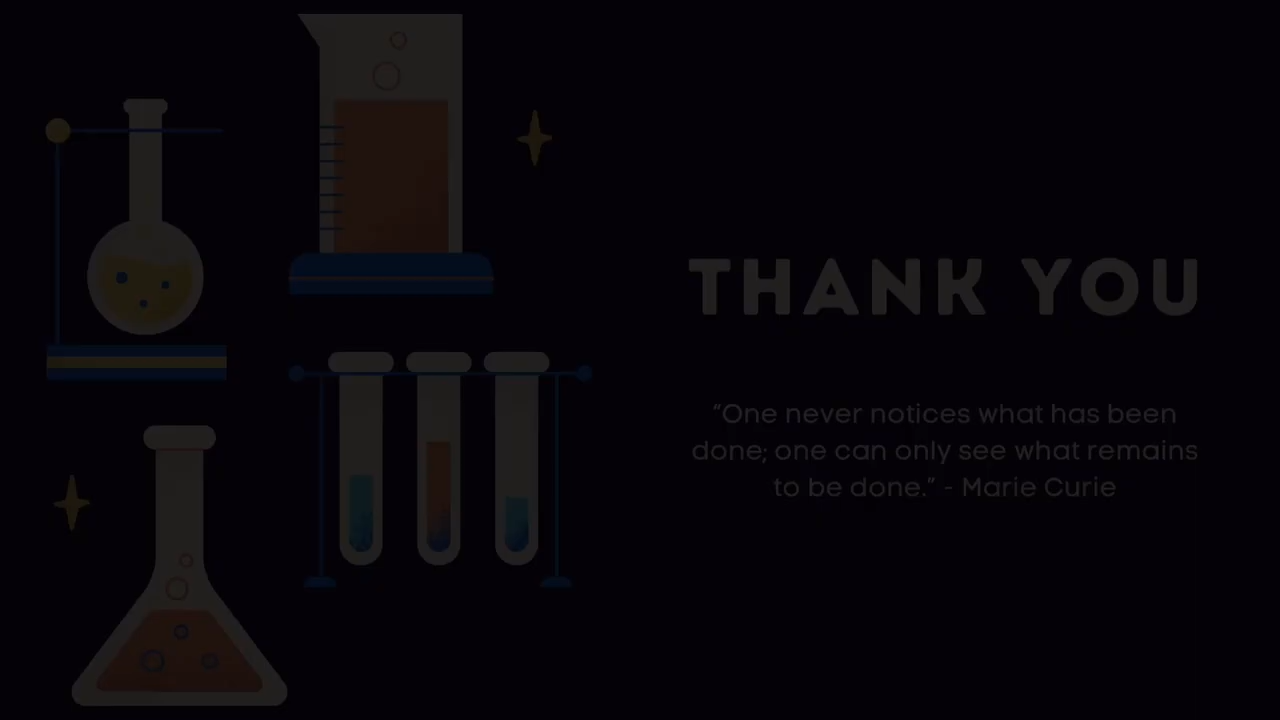 THANK YOU
“One never notices what has been
done; one can only see what remains
to be done.” - Marie Curie